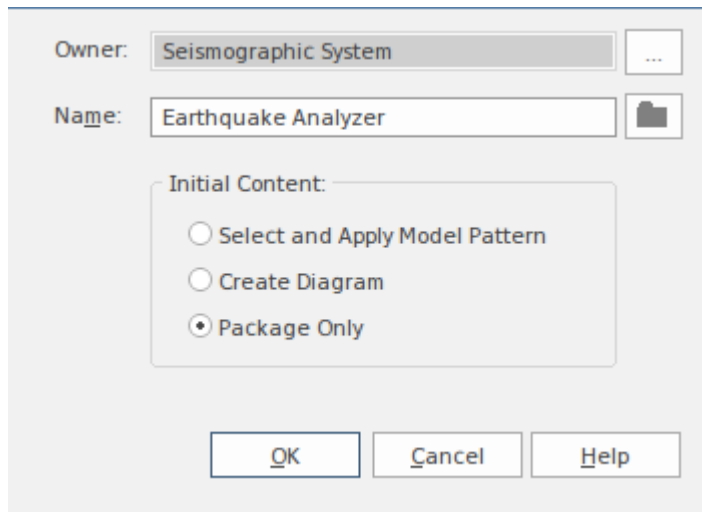 Owner: Seismographic System ...
Name: Earthquake Analyzer
Initial Content:
Select and Apply Model Pattern
Create Diagram
Package Only
OK Cancel Help